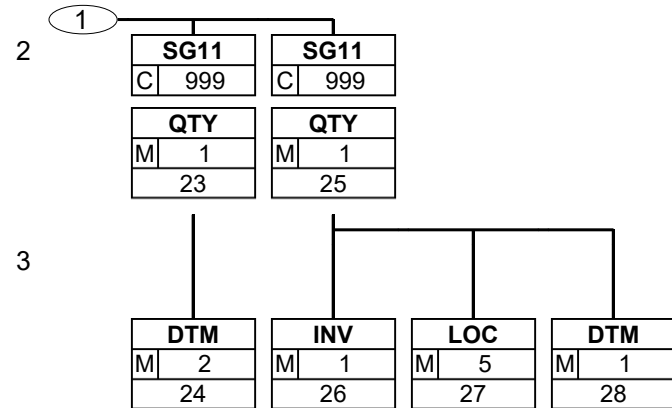 1
2
SG11 SG11
C 999 C 999
QTY QTY
M 1 M 1
23 25
3
DTM INV LOC DTM
M 2 M 1 M 5 M 1
24 26 27 28